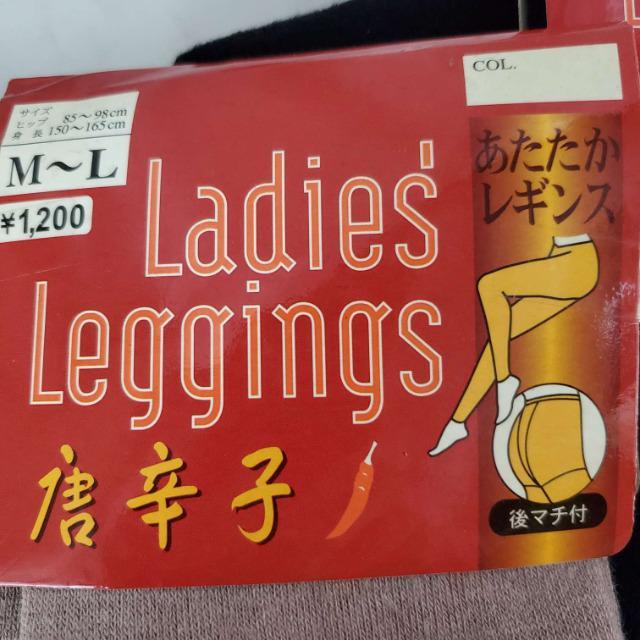 サイズ
ヒップ 85～98cm
身長 150～165cm
M～L
¥1,200
Ladies'
Leggings
唐辛子
COL.
あたたか
レギンス
後マチ付